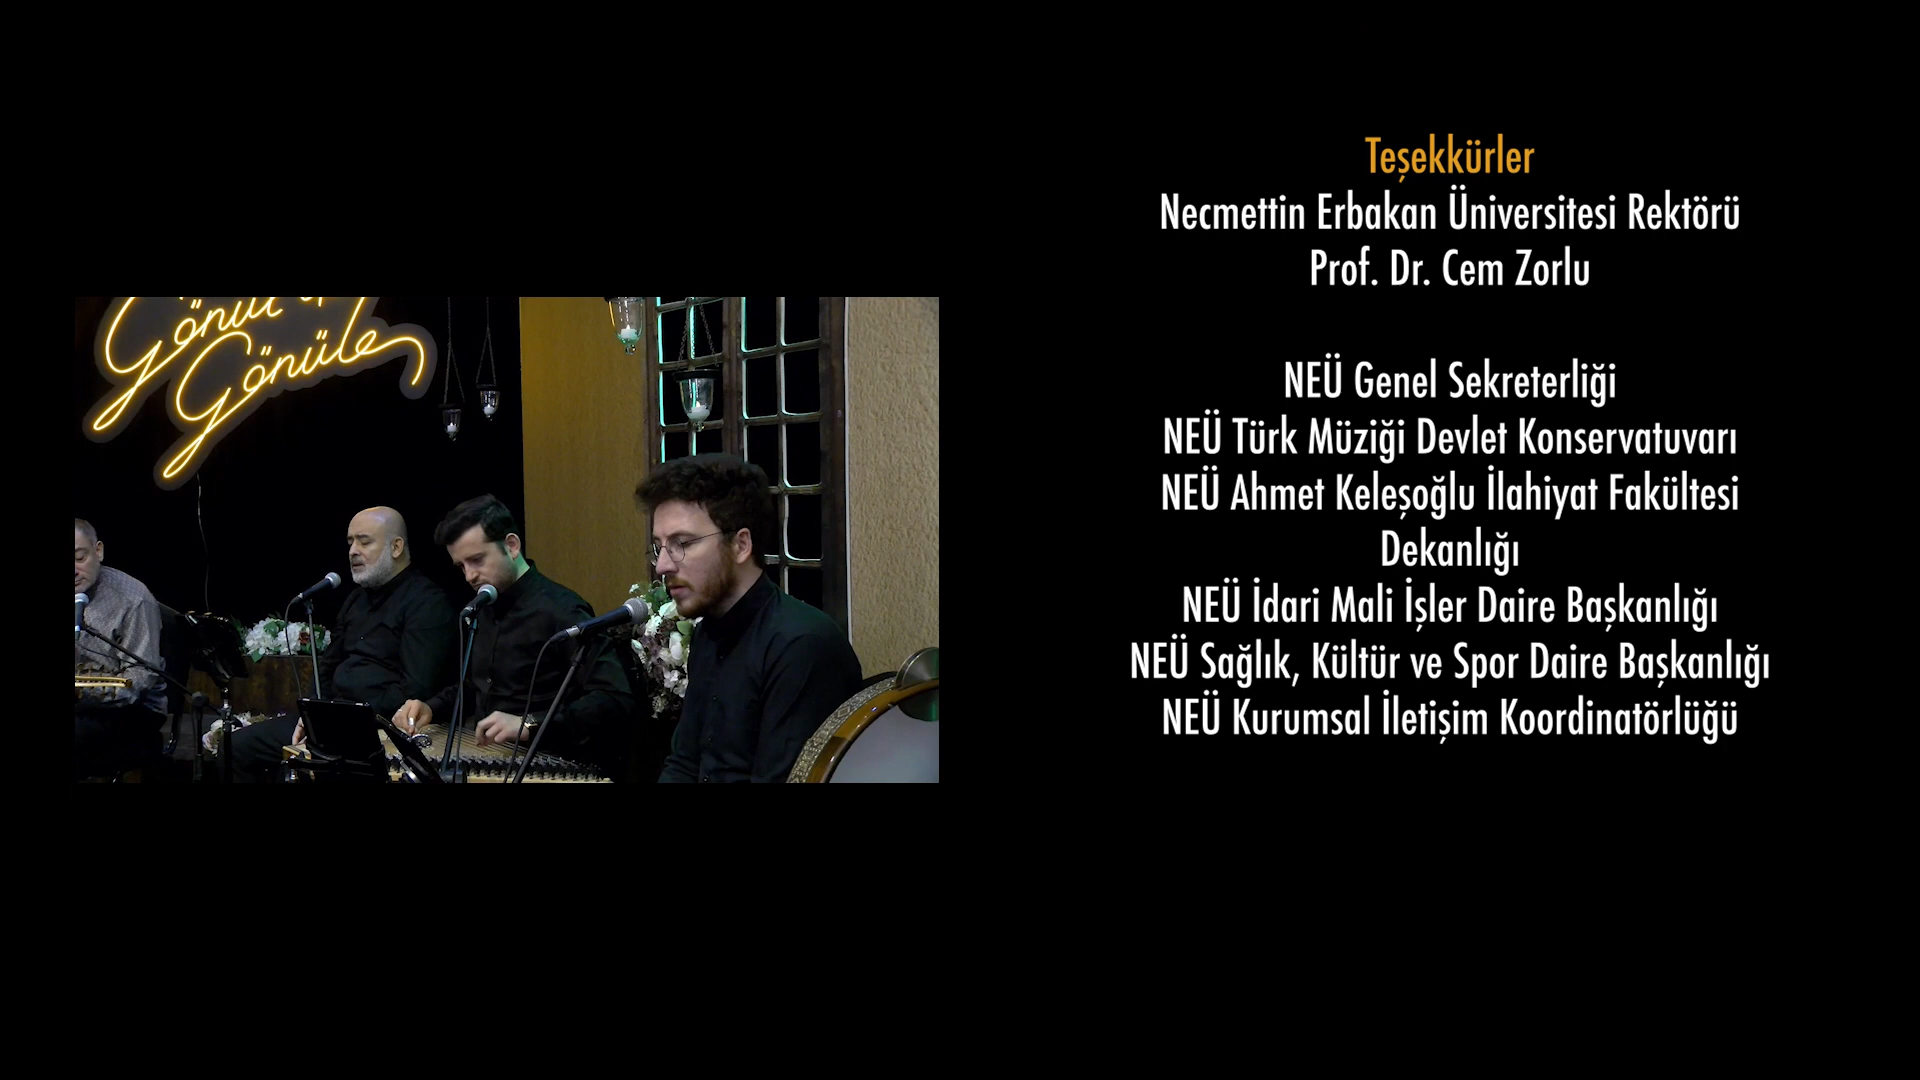 Gönül
Gönüle
Teşekkürler
Necmettin Erbakan Üniversitesi Rektörü
Prof. Dr. Cem Zorlu
NEÜ Genel Sekreterliği
NEÜ Türk Müziği Devlet Konservatuvarı
NEÜ Ahmet Keleşoğlu İlahiyat Fakültesi
Dekanlığı
NEÜ İdari Mali İşler Daire Başkanlığı
NEÜ Sağlık, Kültür ve Spor Daire Başkanlığı
NEÜ Kurumsal İletişim Koordinatörlüğü